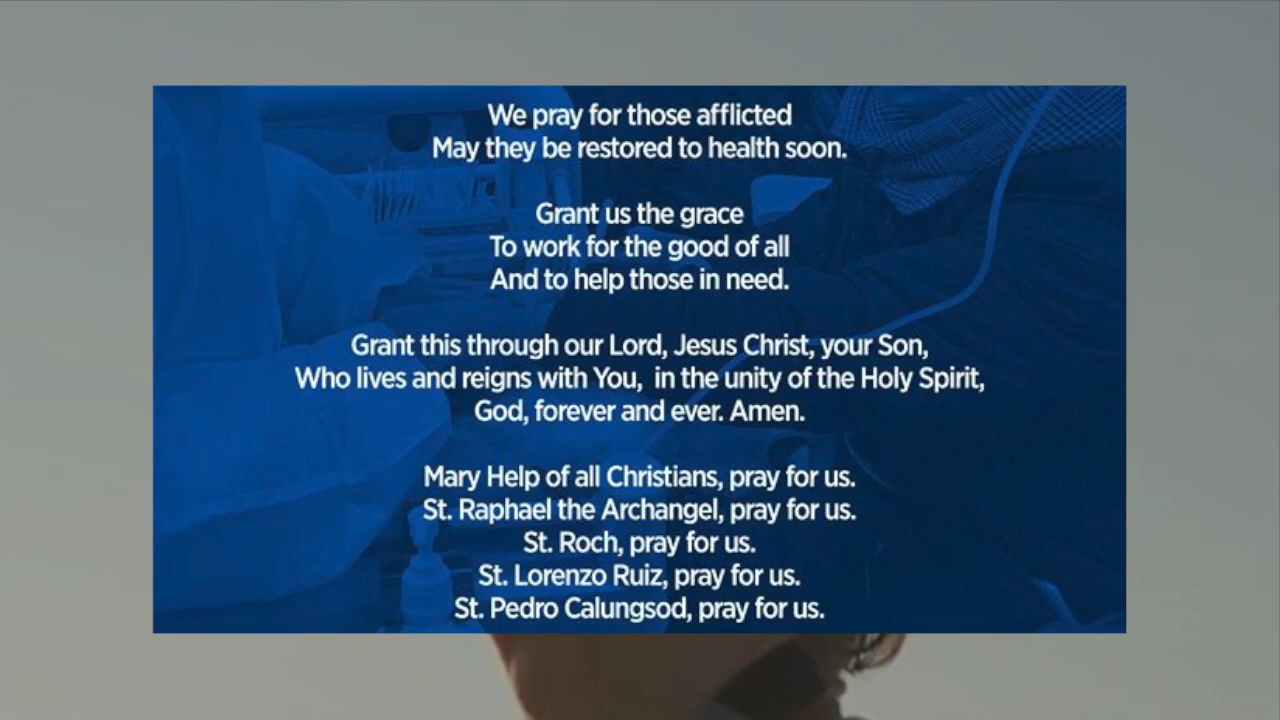 We pray for those afflicted
May they be restored to health soon.
Grant us the grace
To work for the good of all
And to help those in need.
Grant this through our Lord, Jesus Christ, your Son,
Who lives and reigns with You,  in the unity of the Holy Spirit,
God, forever and ever. Amen.
Mary Help of all Christians, pray for us.
St. Raphael the Archangel, pray for us.
St. Roch, pray for us.
St. Lorenzo Ruiz, pray for us.
St. Pedro Calungsod, pray for us.